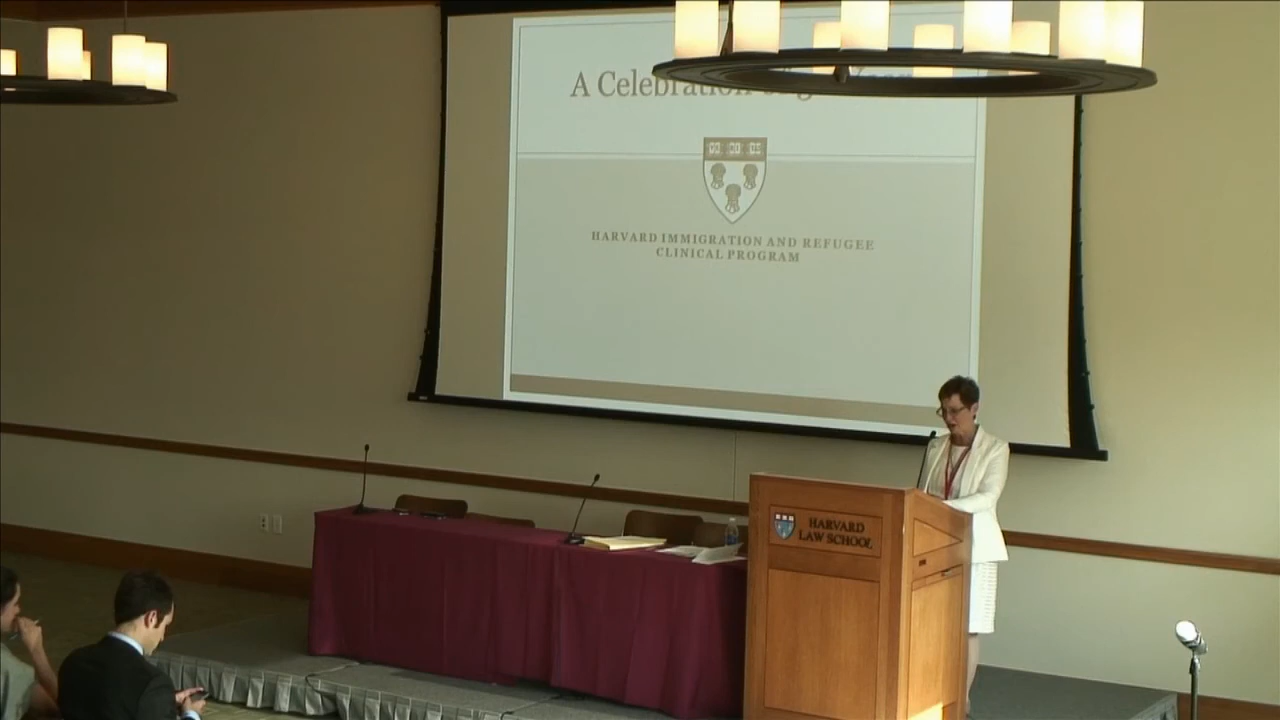 A Celebration
HARVARD IMMIGRATION AND REFUGEE
CLINICAL PROGRAM
HARVARD
LAW SCHOOL